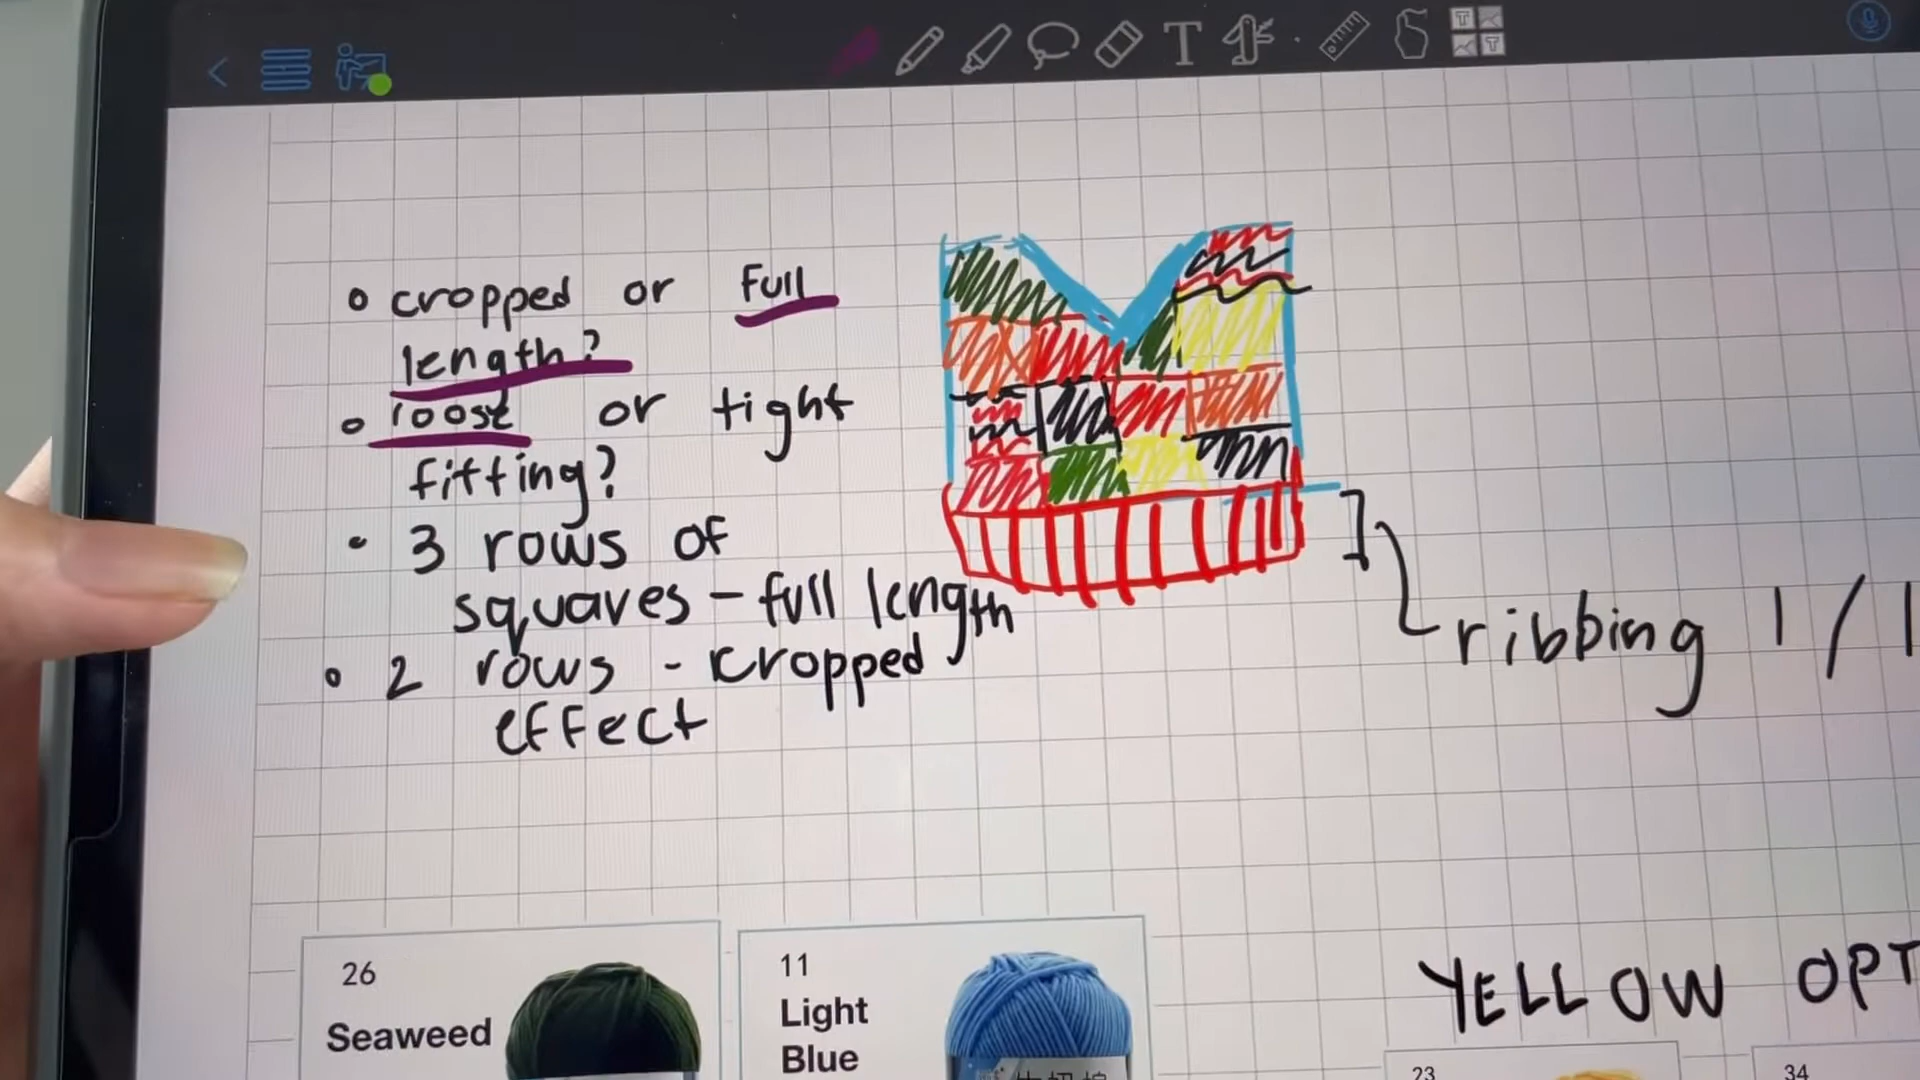 o cropped or Full
length?
o loose or tight
fitting?
• 3 rows of
squares - full length
• 2 rows - cropped
effect
ribbing 1/1
26
Seaweed
11
Light
Blue
YELLOW OPT
23
34